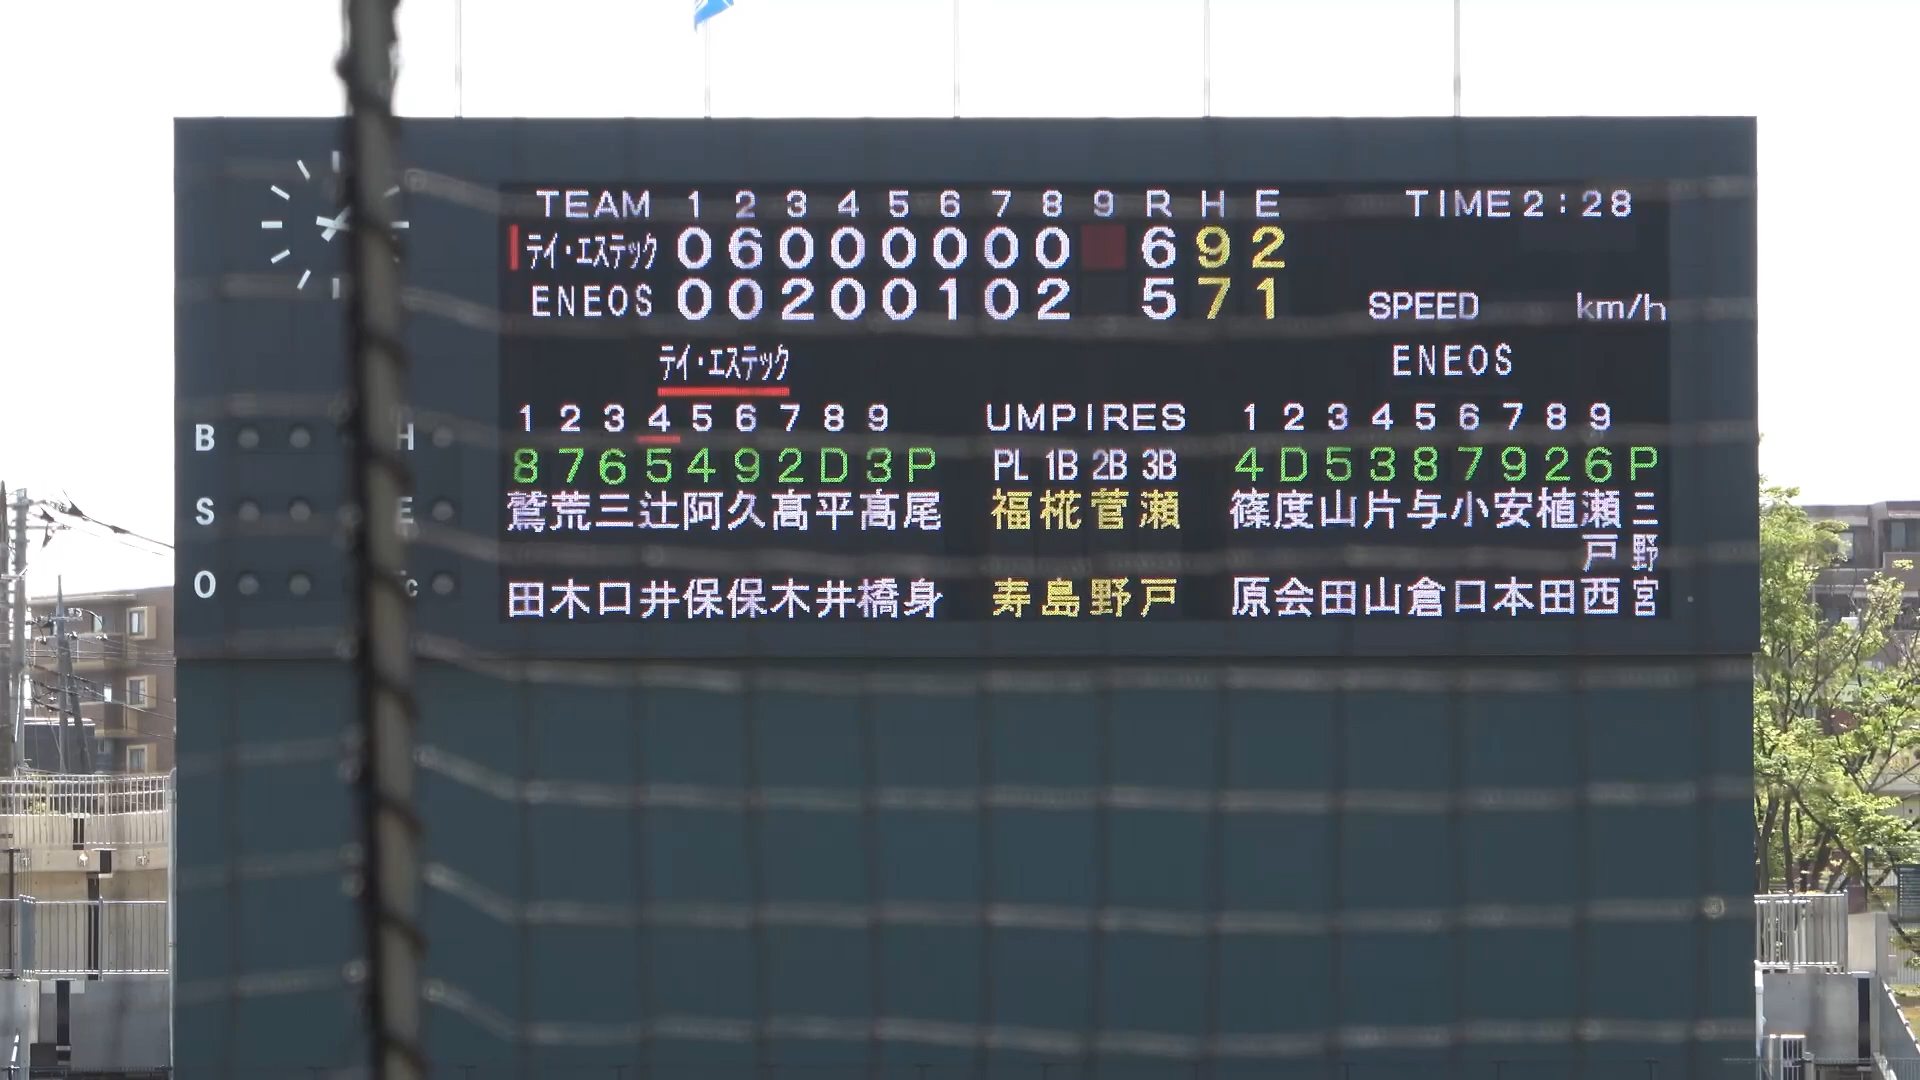 TEAM 1 2 3 4 5 6 7 8 9 R H E TIME 2:28
テイ・エステック 0 6 0 0 0 0 0 0 6 9 2
ENEOS 0 0 2 0 0 1 0 2 5 7 1 SPEED km/h
テイ・エステック ENEOS
1 2 3 4 5 6 7 8 9 UMPIRES 1 2 3 4 5 6 7 8 9
B H 8 7 6 5 4 9 2 D 3 P PL 1B 2B 3B 4 D 5 3 8 7 9 2 6 P
S E 鷲荒三辻阿久髙平髙尾 福椛菅瀬 篠度山片与小安植瀬三
戸野
O 田木口井保保木井橋身 寿島野戸 原会田山倉口本田西宮